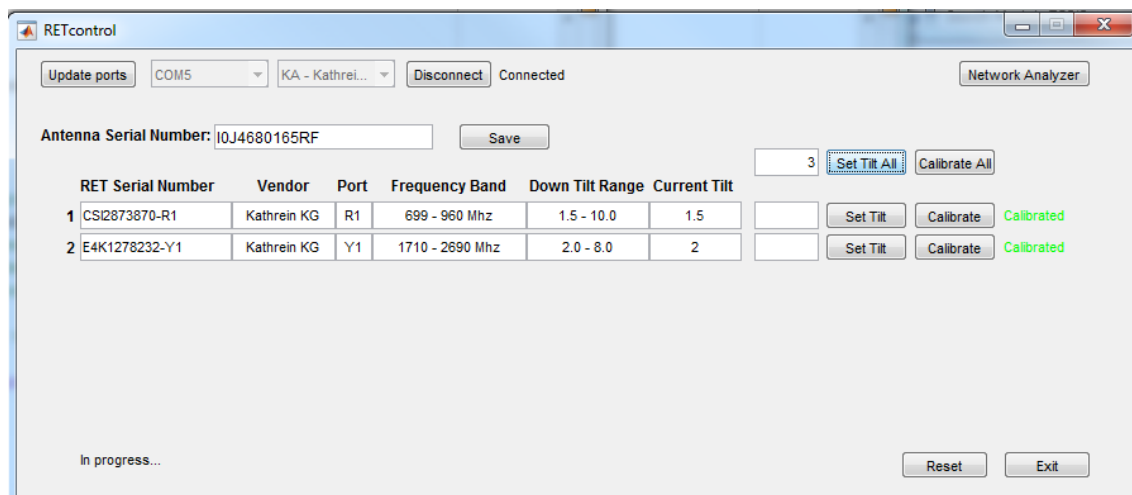 RETcontrol
Update ports COM5 KA - Kathrei... Disconnect Connected Network Analyzer
Antenna Serial Number: I0J4680165RF Save
3 Set Tilt All Calibrate All
RET Serial Number Vendor Port Frequency Band Down Tilt Range Current Tilt
1 CSI2873870-R1 Kathrein KG R1 699 - 960 Mhz 1.5 - 10.0 1.5 Set Tilt Calibrate Calibrated
2 E4K1278232-Y1 Kathrein KG Y1 1710 - 2690 Mhz 2.0 - 8.0 2 Set Tilt Calibrate Calibrated
In progress... Reset Exit